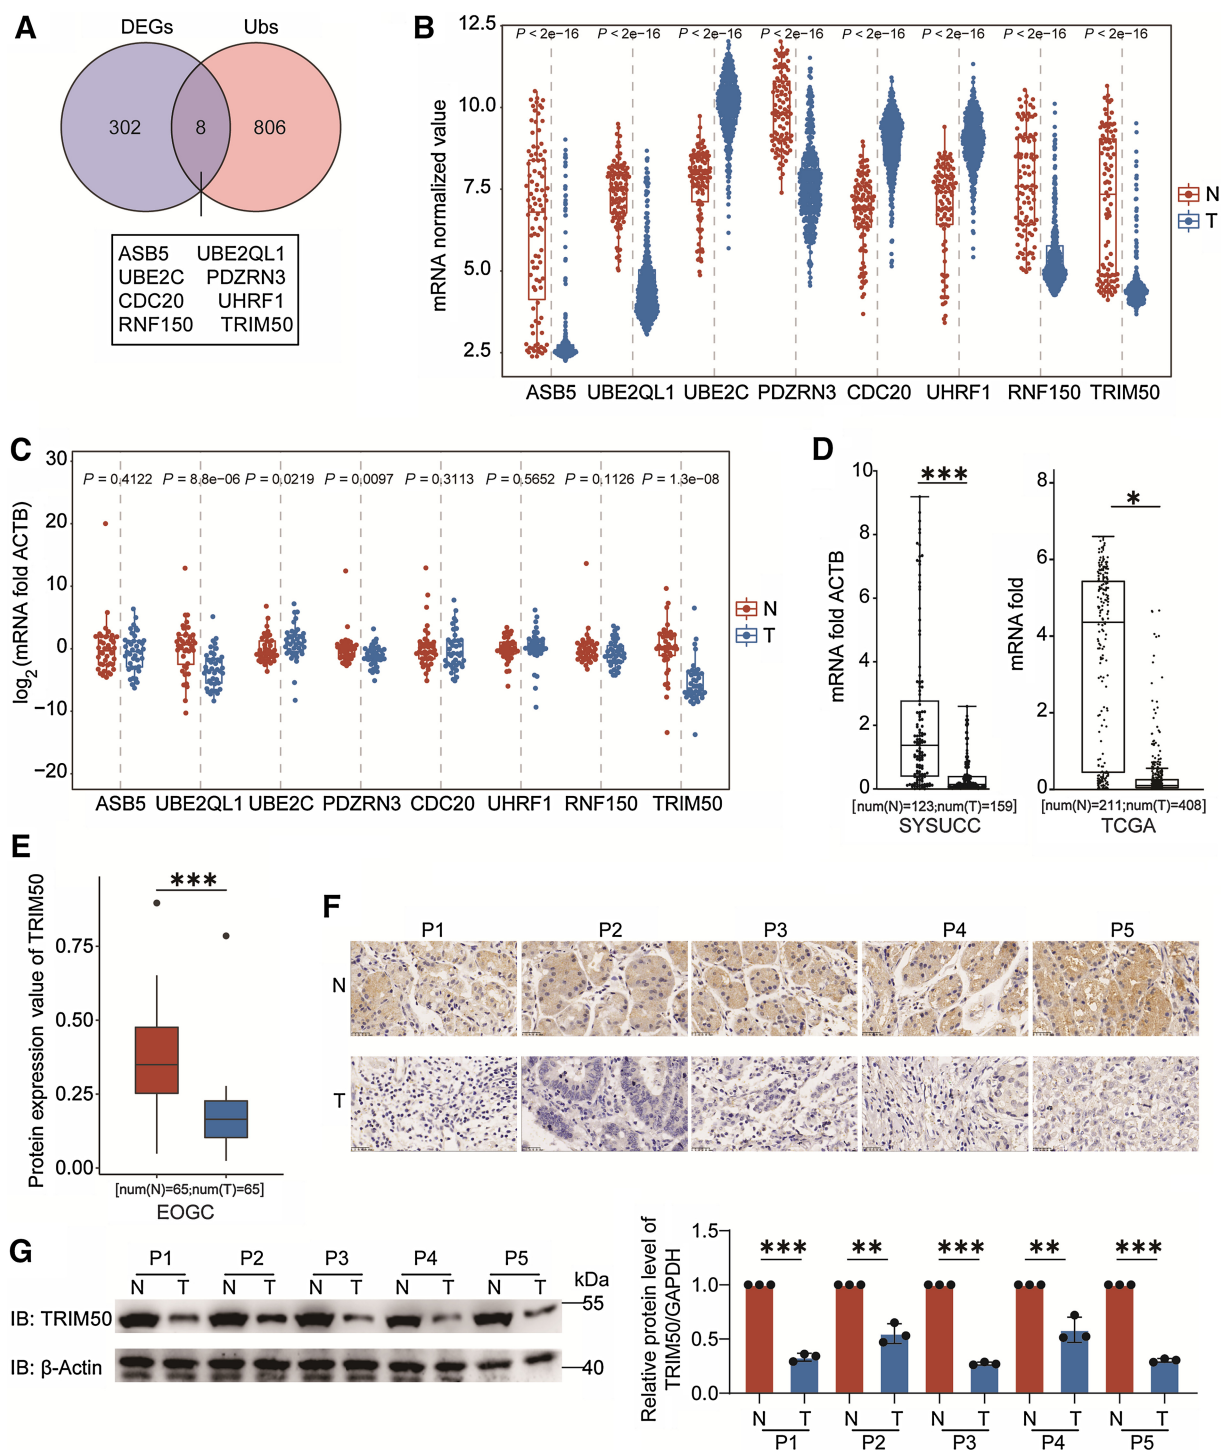 A
DEGs Ubs
302 8 806
ASB5 UBE2QL1
UBE2C PDZRN3
CDC20 UHRF1
RNF150 TRIM50
B
P < 2e−16 P < 2e−16 P < 2e−16 P < 2e−16 P < 2e−16 P < 2e−16 P < 2e−16 P < 2e−16
mRNA normalized value
12.5
10.0
7.5
5.0
2.5
N
T
ASB5 UBE2QL1 UBE2C PDZRN3 CDC20 UHRF1 RNF150 TRIM50
C
P = 0.4122 P = 8.8e−06 P = 0.0219 P = 0.0097 P = 0.3113 P = 0.5652 P = 0.1126 P = 1.3e−08
log2 (mRNA fold ACTB)
30
20
10
0
−10
−20
N
T
ASB5 UBE2QL1 UBE2C PDZRN3 CDC20 UHRF1 RNF150 TRIM50
D
mRNA fold ACTB
10
8
6
4
2
0
***
[num(N)=123;num(T)=159]
SYSUCC
mRNA fold
8
6
4
2
0
*
[num(N)=211;num(T)=408]
TCGA
E
Protein expression value of TRIM50
0.75
0.50
0.25
0.00
***
[num(N)=65;num(T)=65]
EOGC
F
P1 P2 P3 P4 P5
N
T
G
P1 P2 P3 P4 P5
N T N T N T N T N T
kDa
IB: TRIM50
55
IB: β-Actin
40
Relative protein level of
TRIM50/GAPDH
1.5
1.0
0.5
0.0
*** ** *** ** ***
N T N T N T N T N T
P1 P2 P3 P4 P5